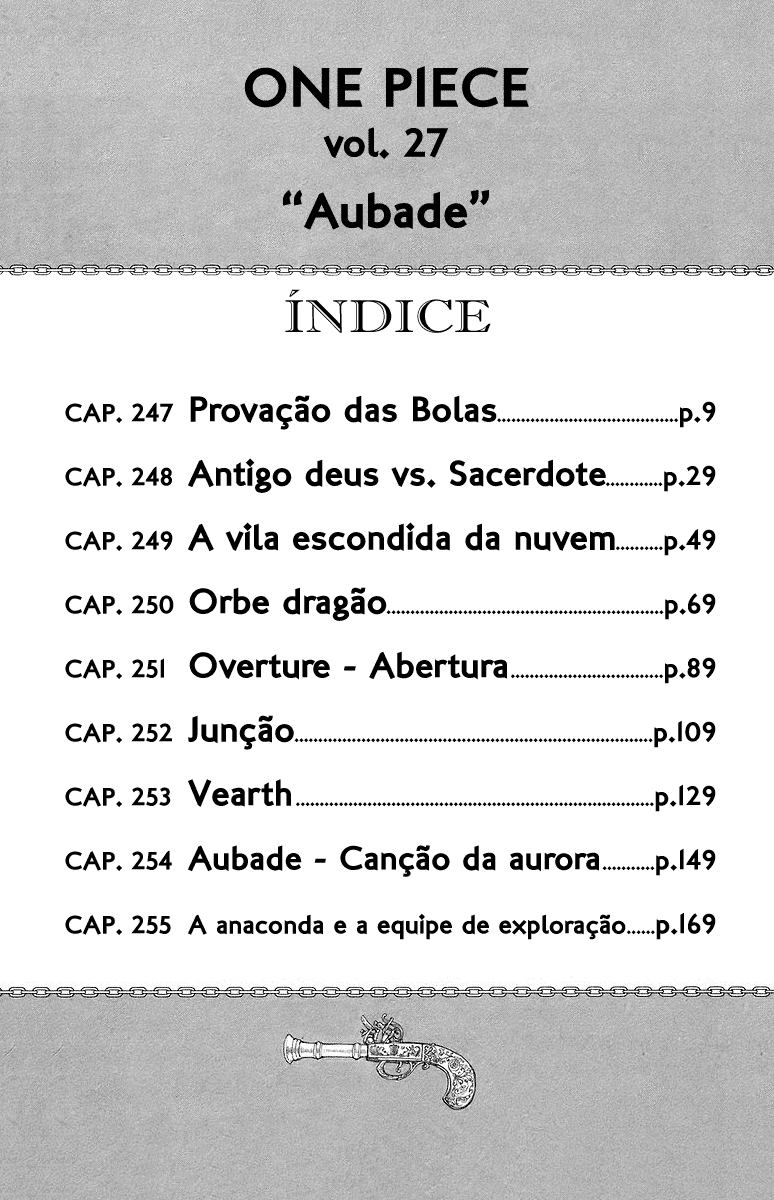 ONE PIECE
vol. 27
“Aubade”
ÍNDICE
CAP. 247 Provação das Bolas....................................p.9
CAP. 248 Antigo deus vs. Sacerdote............p.29
CAP. 249 A vila escondida da nuvem..........p.49
CAP. 250 Orbe dragão........................................................p.69
CAP. 251 Overture - Abertura...............................p.89
CAP. 252 Junção.........................................................................p.109
CAP. 253 Vearth.........................................................................p.129
CAP. 254 Aubade - Canção da aurora...........p.149
CAP. 255 A anaconda e a equipe de exploração......p.169